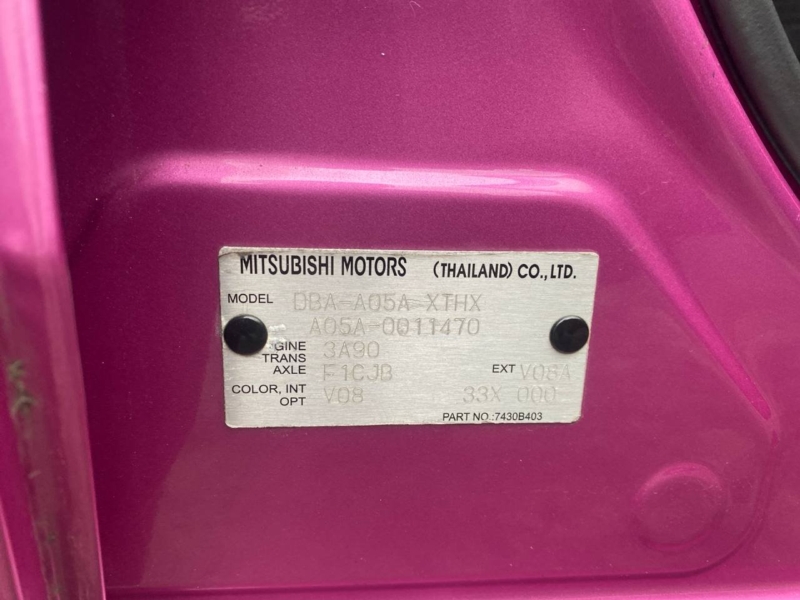 MITSUBISHI MOTORS (THAILAND) CO., LTD.
MODEL DBA-A05A-XTHX
A05A-0011470
GINE 3A90
TRANS
AXLE F1CJB EXT V08A
COLOR, INT
OPT V08 33X 000
PART NO :7430B403